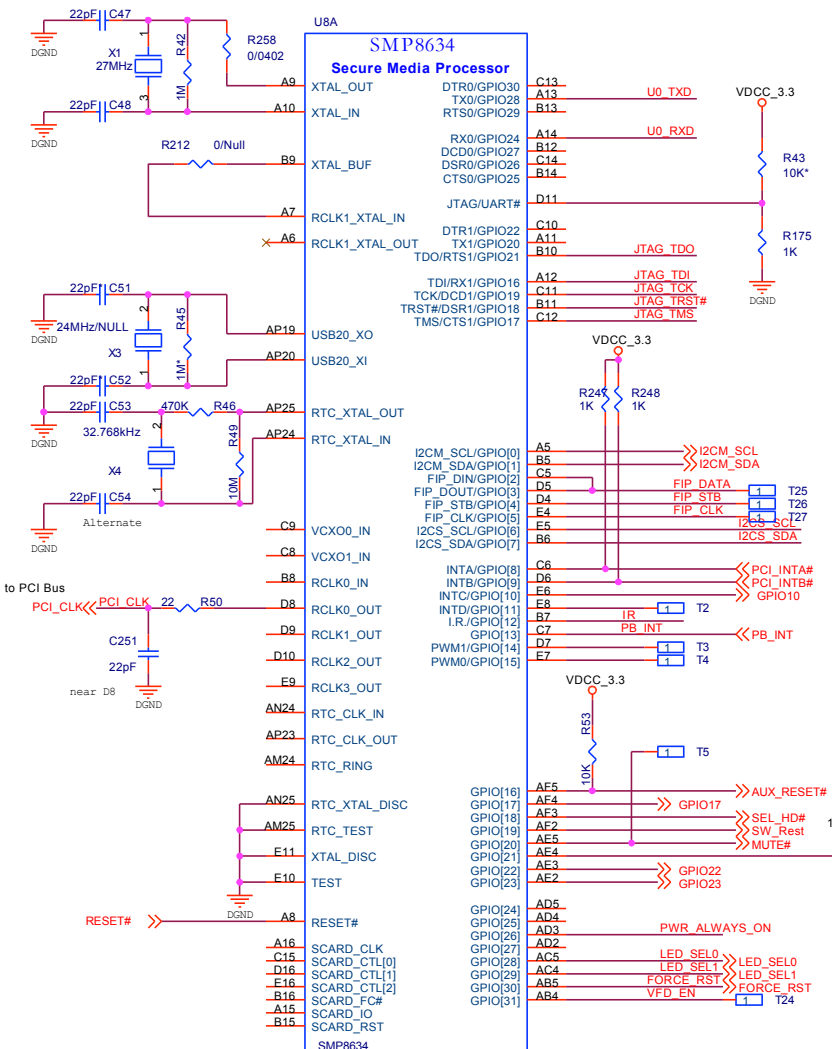 22pF C47
DGND
X1
27MHz
1
3
R42
1M
R258
0/0402
22pF C48
DGND
R212 0/Null
22pF* C51
DGND
24MHz/NULL
X3
2
1
R45
1M*
22pF* C52
22pF C53
DGND
470K R46
32.768kHz
2
X4
1
R49
10M
22pF C54
Alternate
DGND
to PCI Bus
PCI_CLK PCI_CLK 22 R50
C251
22pF
near D8
DGND
DGND
RESET#
U8A
SMP8634
Secure Media Processor
A9 XTAL_OUT
A10 XTAL_IN
B9 XTAL_BUF
A7 RCLK1_XTAL_IN
A6 RCLK1_XTAL_OUT
AP19 USB20_XO
AP20 USB20_XI
AP25 RTC_XTAL_OUT
AP24 RTC_XTAL_IN
C9 VCXO0_IN
C8 VCXO1_IN
B8 RCLK0_IN
D8 RCLK0_OUT
D9 RCLK1_OUT
D10 RCLK2_OUT
E9 RCLK3_OUT
AN24 RTC_CLK_IN
AP23 RTC_CLK_OUT
AM24 RTC_RING
AN25 RTC_XTAL_DISC
AM25 RTC_TEST
E11 XTAL_DISC
E10 TEST
A8 RESET#
A16 SCARD_CLK
C15 SCARD_CTL[0]
D16 SCARD_CTL[1]
E16 SCARD_CTL[2]
B16 SCARD_FC#
A15 SCARD_IO
B15 SCARD_RST
SMP8634
DTR0/GPIO30 C13
TX0/GPIO28 A13 U0_TXD
RTS0/GPIO29 B13
RX0/GPIO24 A14 U0_RXD
DCD0/GPIO27 B12
DSR0/GPIO26 C14
CTS0/GPIO25 B14
JTAG/UART# D11
DTR1/GPIO22 C10
TX1/GPIO20 A11
TDO/RTS1/GPIO21 B10 JTAG_TDO
TDI/RX1/GPIO16 A12 JTAG_TDI
TCK/DCD1/GPIO19 C11 JTAG_TCK
TRST#/DSR1/GPIO18 B11 JTAG_TRST#
TMS/CTS1/GPIO17 C12 JTAG_TMS
VDCC_3.3
R43
10K*
R175
1K
DGND
VDCC_3.3
R247
1K
R248
1K
I2CM_SCL/GPIO[0] A5 I2CM_SCL
I2CM_SDA/GPIO[1] B5 I2CM_SDA
FIP_DIN/GPIO[2] C5
FIP_DOUT/GPIO[3] D5 FIP_DATA 1 T25
FIP_STB/GPIO[4] D4 FIP_STB 1 T26
FIP_CLK/GPIO[5] E4 FIP_CLK 1 T27
I2CS_SCL/GPIO[6] E5 I2CS_SCL
I2CS_SDA/GPIO[7] B6 I2CS_SDA
INTA/GPIO[8] C6 PCI_INTA#
INTB/GPIO[9] D6 PCI_INTB#
INTC/GPIO[10] E6 GPIO10
INTD/GPIO[11] E8 1 T2
I.R./GPIO[12] B7 IR
GPIO[13] C7 PB_INT PB_INT
PWM1/GPIO[14] D7 1 T3
PWM0/GPIO[15] E7 1 T4
VDCC_3.3
R53
10K
1 T5
GPIO[16] AF5 AUX_RESET#
GPIO[17] AF4 GPIO17
GPIO[18] AF3 SEL_HD#
GPIO[19] AF2 SW_Rest
GPIO[20] AE5 MUTE#
GPIO[21] AE4
1
GPIO[22] AE3 GPIO22
GPIO[23] AE2 GPIO23
GPIO[24] AD5
GPIO[25] AD4
GPIO[26] AD3 PWR_ALWAYS_ON
GPIO[27] AD2
GPIO[28] AC5 LED_SEL0 LED_SEL0
GPIO[29] AC4 LED_SEL1 LED_SEL1
GPIO[30] AB5 FORCE_RST FORCE_RST
GPIO[31] AB4 VFD_EN 1 T24